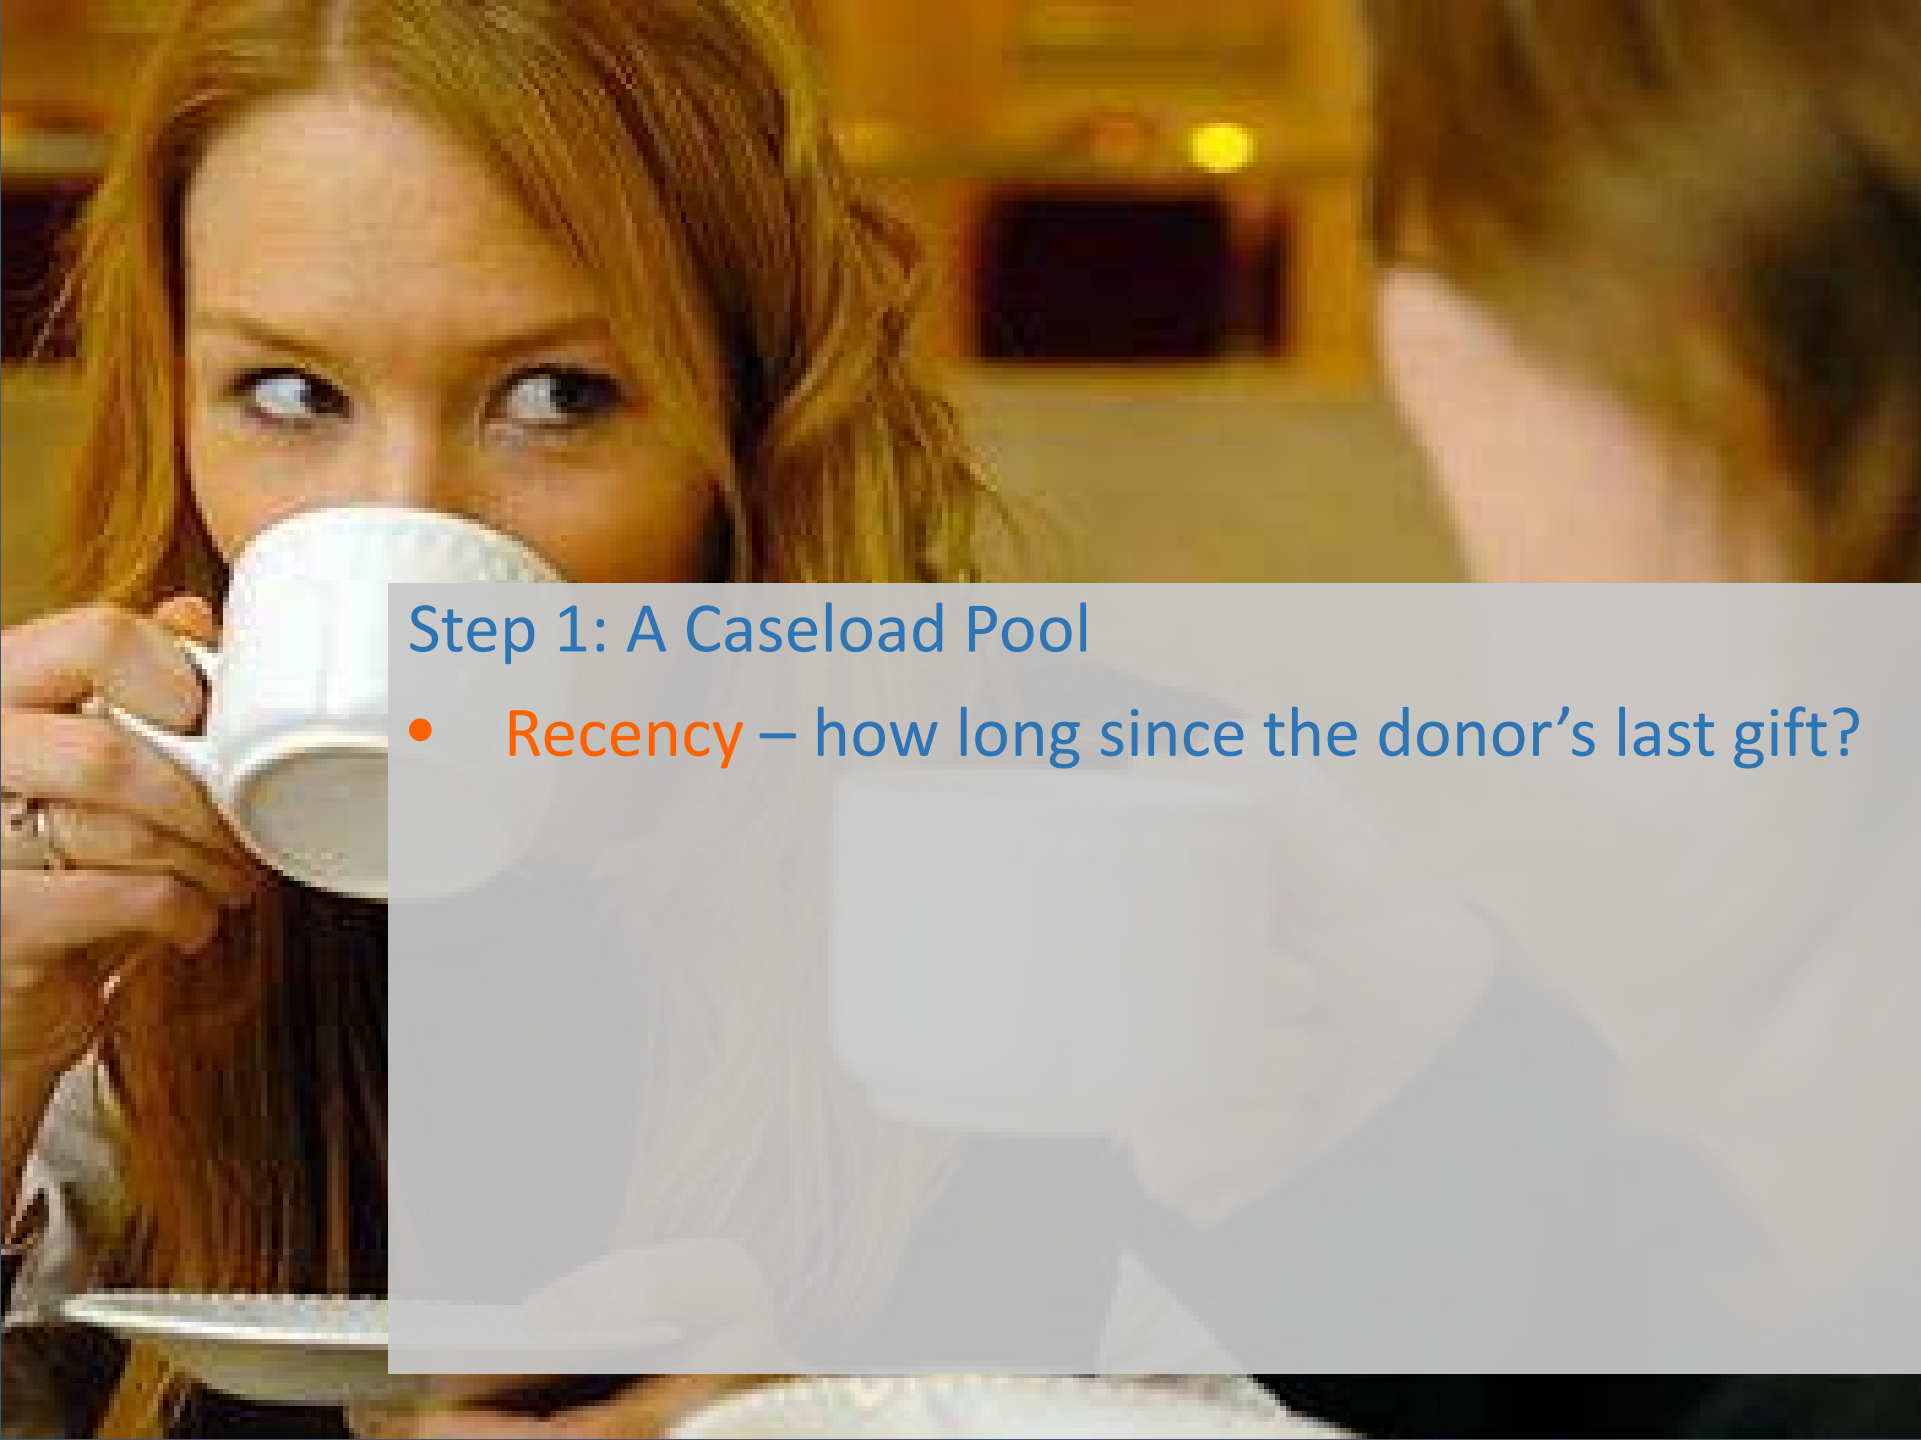 Step 1: A Caseload Pool
• Recency – how long since the donor’s last gift?